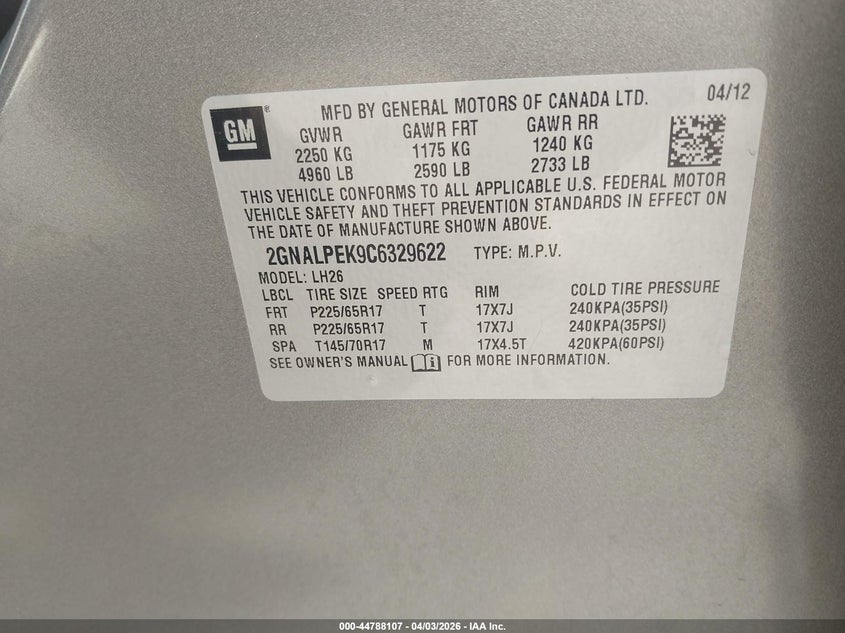 GM® MFD BY GENERAL MOTORS OF CANADA LTD. 04/12
GVWR GAWR FRT GAWR RR
2250 KG 1175 KG 1240 KG
4960 LB 2590 LB 2733 LB
THIS VEHICLE CONFORMS TO ALL APPLICABLE U.S. FEDERAL MOTOR
VEHICLE SAFETY AND THEFT PREVENTION STANDARDS IN EFFECT ON
THE DATE OF MANUFACTURE SHOWN ABOVE.
2GNALPEK9C6329622 TYPE: M.P.V.
MODEL: LH26
LBCL TIRE SIZE SPEED RTG RIM COLD TIRE PRESSURE
FRT P225/65R17 T 17X7J 240KPA(35PSI)
RR P225/65R17 T 17X7J 240KPA(35PSI)
SPA T145/70R17 M 17X4.5T 420KPA(60PSI)
SEE OWNER'S MANUAL FOR MORE INFORMATION.
000-44788107 - 04/03/2026 - IAA Inc.